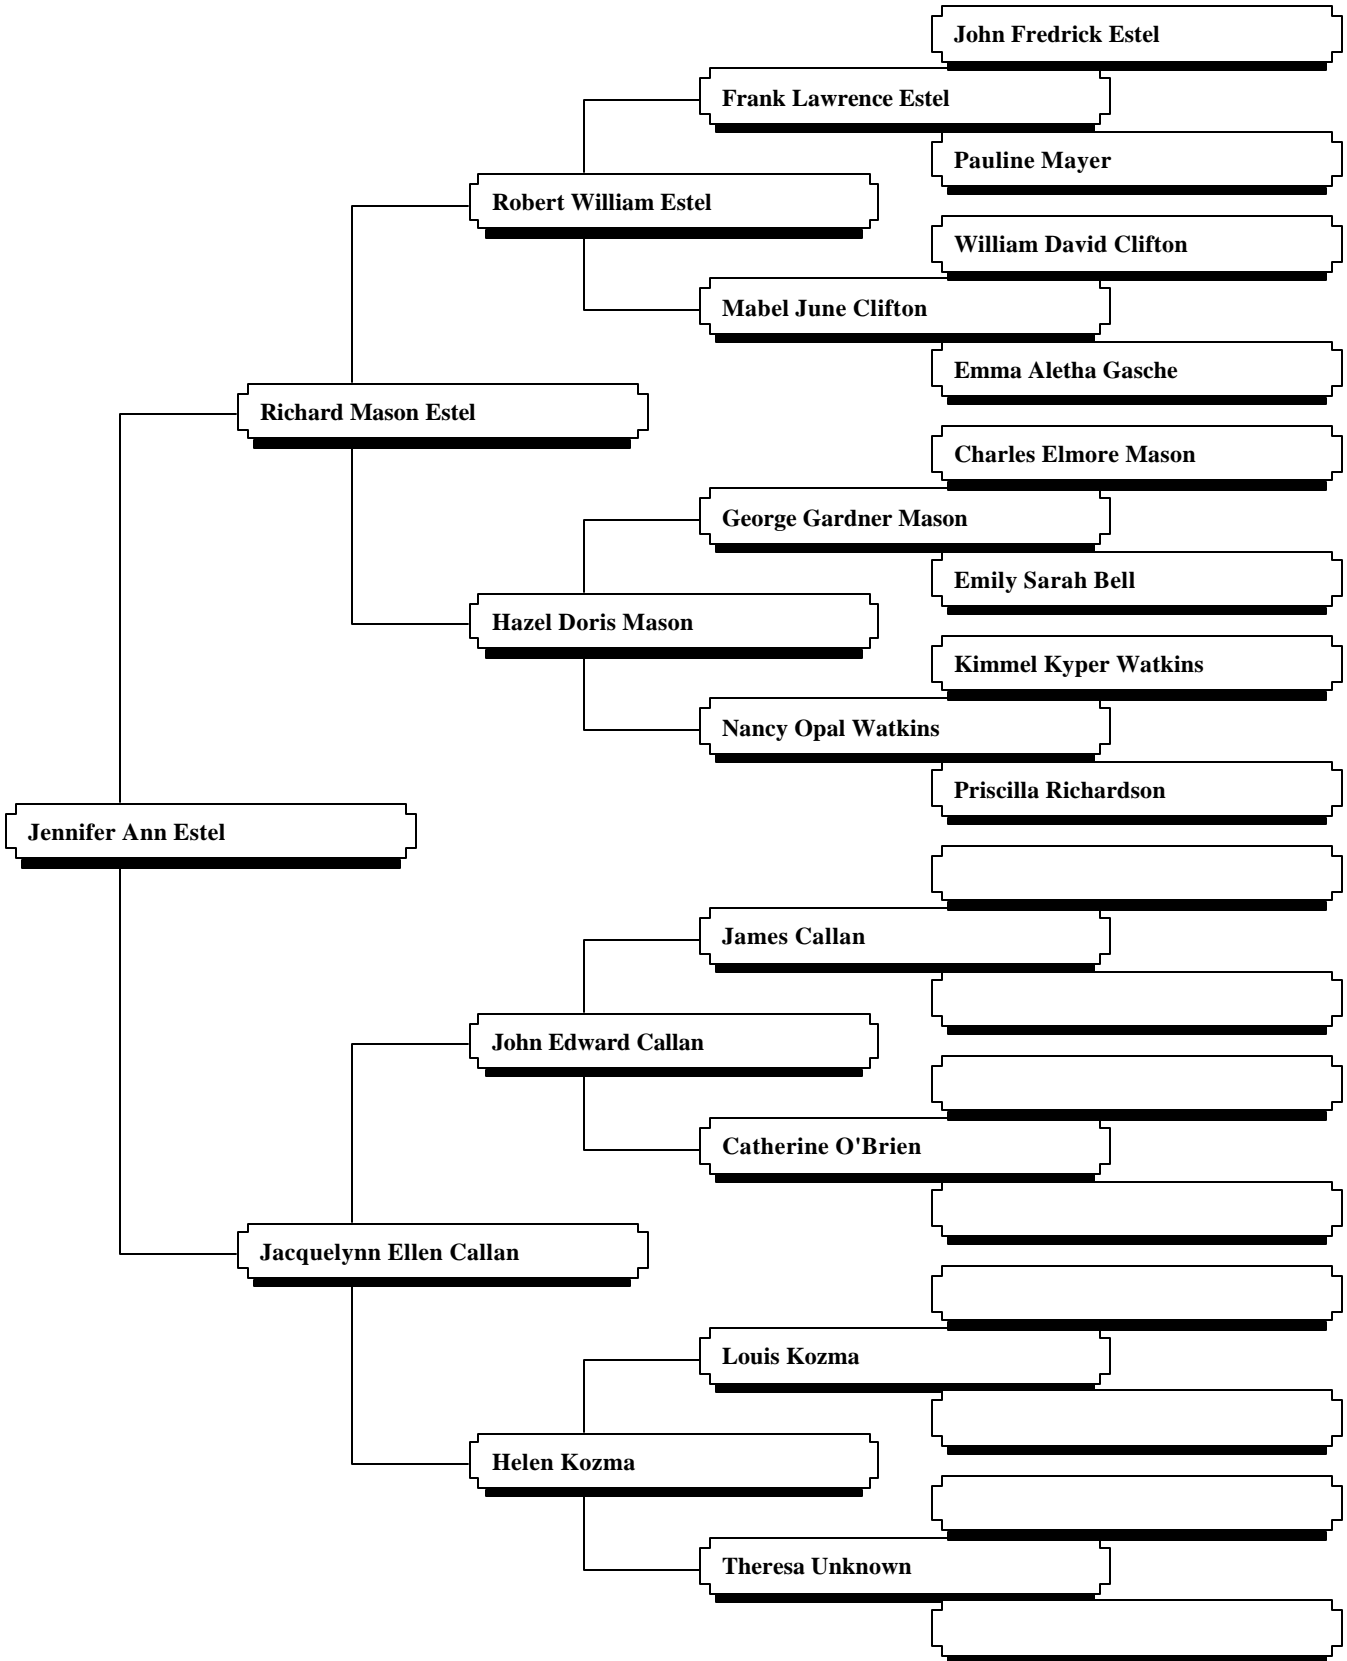 John Fredrick Estel
Frank Lawrence Estel
Pauline Mayer
Robert William Estel
William David Clifton
Mabel June Clifton
Emma Aletha Gasche
Richard Mason Estel
Charles Elmore Mason
George Gardner Mason
Emily Sarah Bell
Hazel Doris Mason
Kimmel Kyper Watkins
Nancy Opal Watkins
Priscilla Richardson
Jennifer Ann Estel
James Callan
John Edward Callan
Catherine O'Brien
Jacquelynn Ellen Callan
Louis Kozma
Helen Kozma
Theresa Unknown